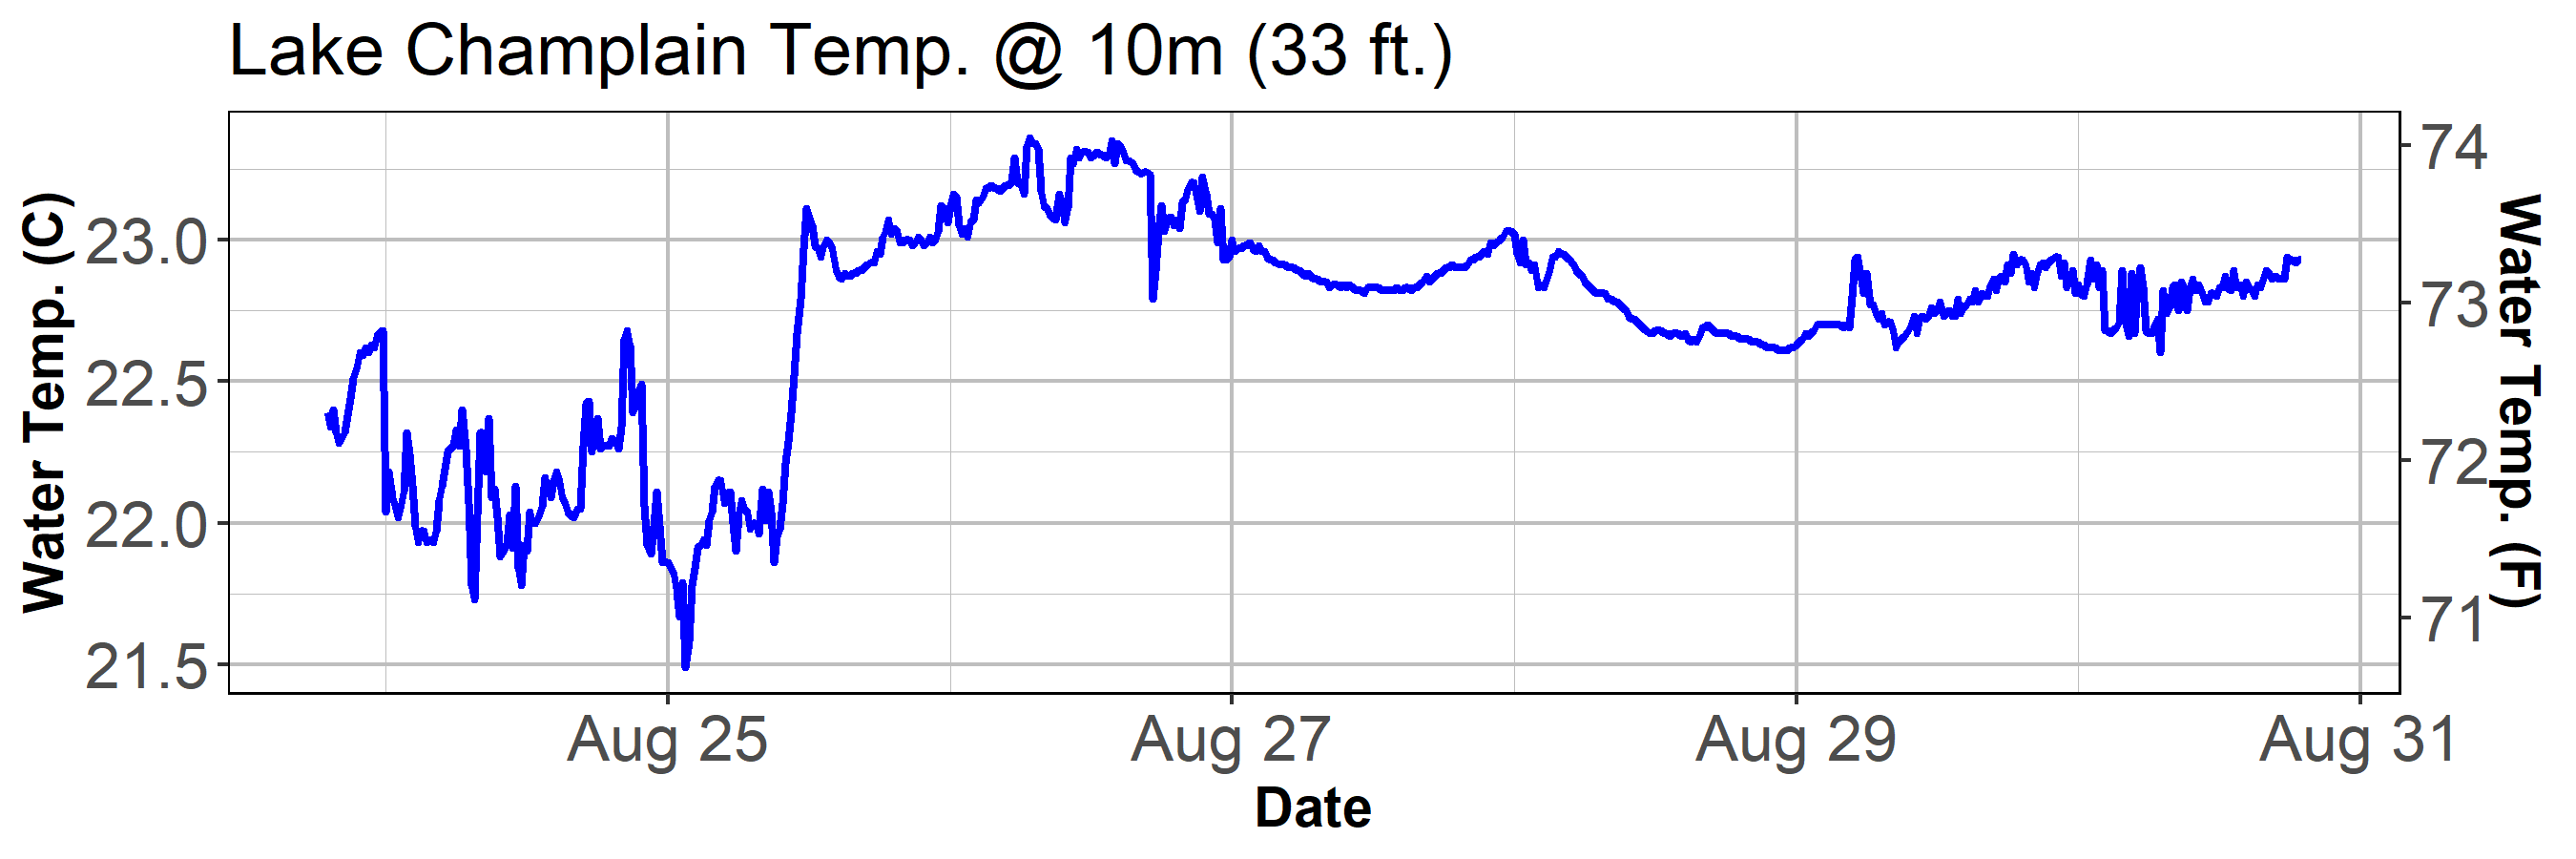 Lake Champlain Temp. @ 10m (33 ft.)
Water Temp. (C)
23.0
22.5
22.0
21.5
74
73
72
71
Water Temp. (F)
Aug 25
Aug 27
Aug 29
Aug 31
Date